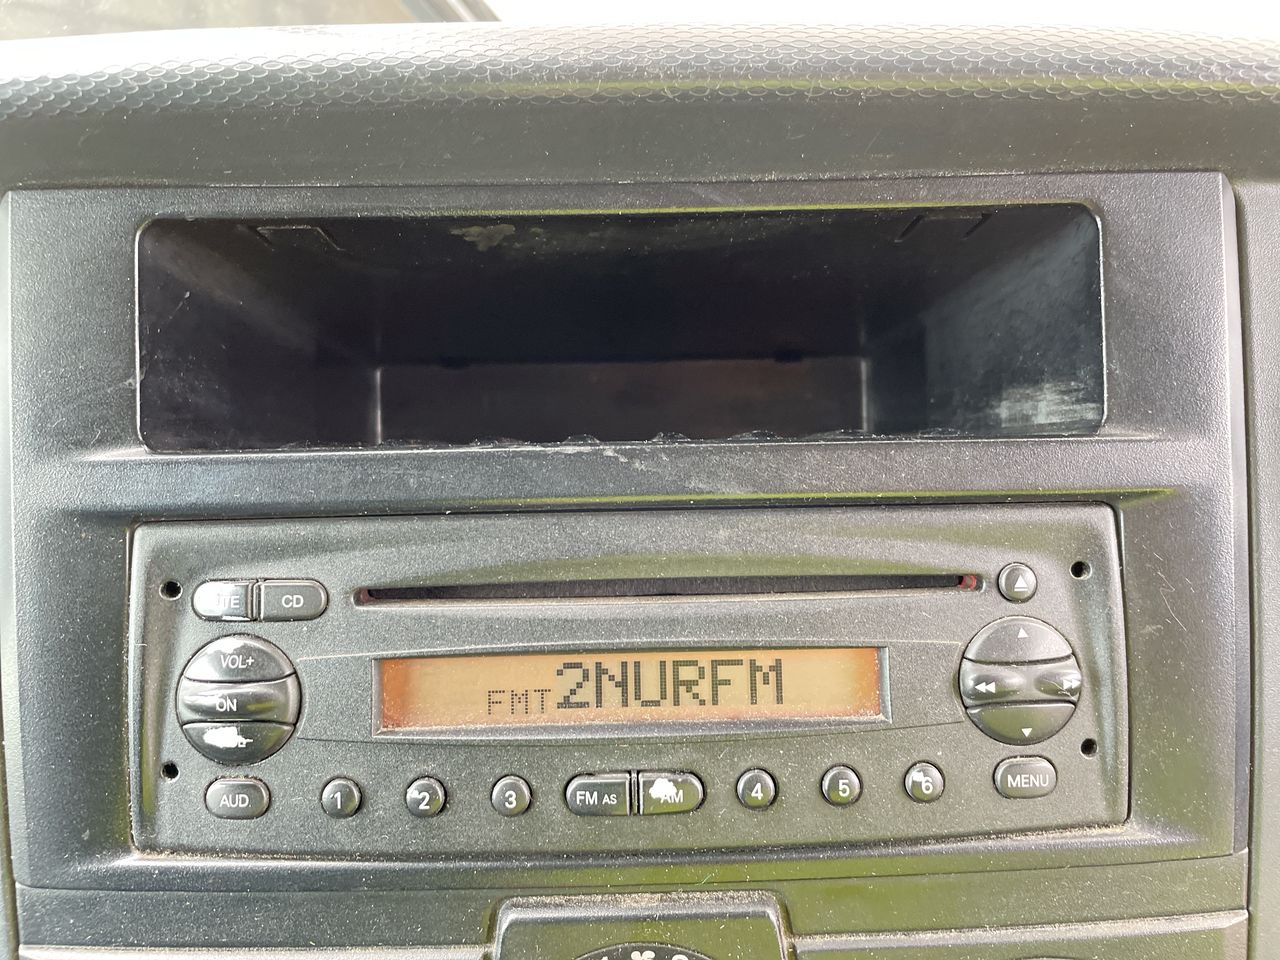 CD
VOL+
ON
FMT 2NURFM
AUD 1 2 3 FM AS AM 4 5 6 MENU